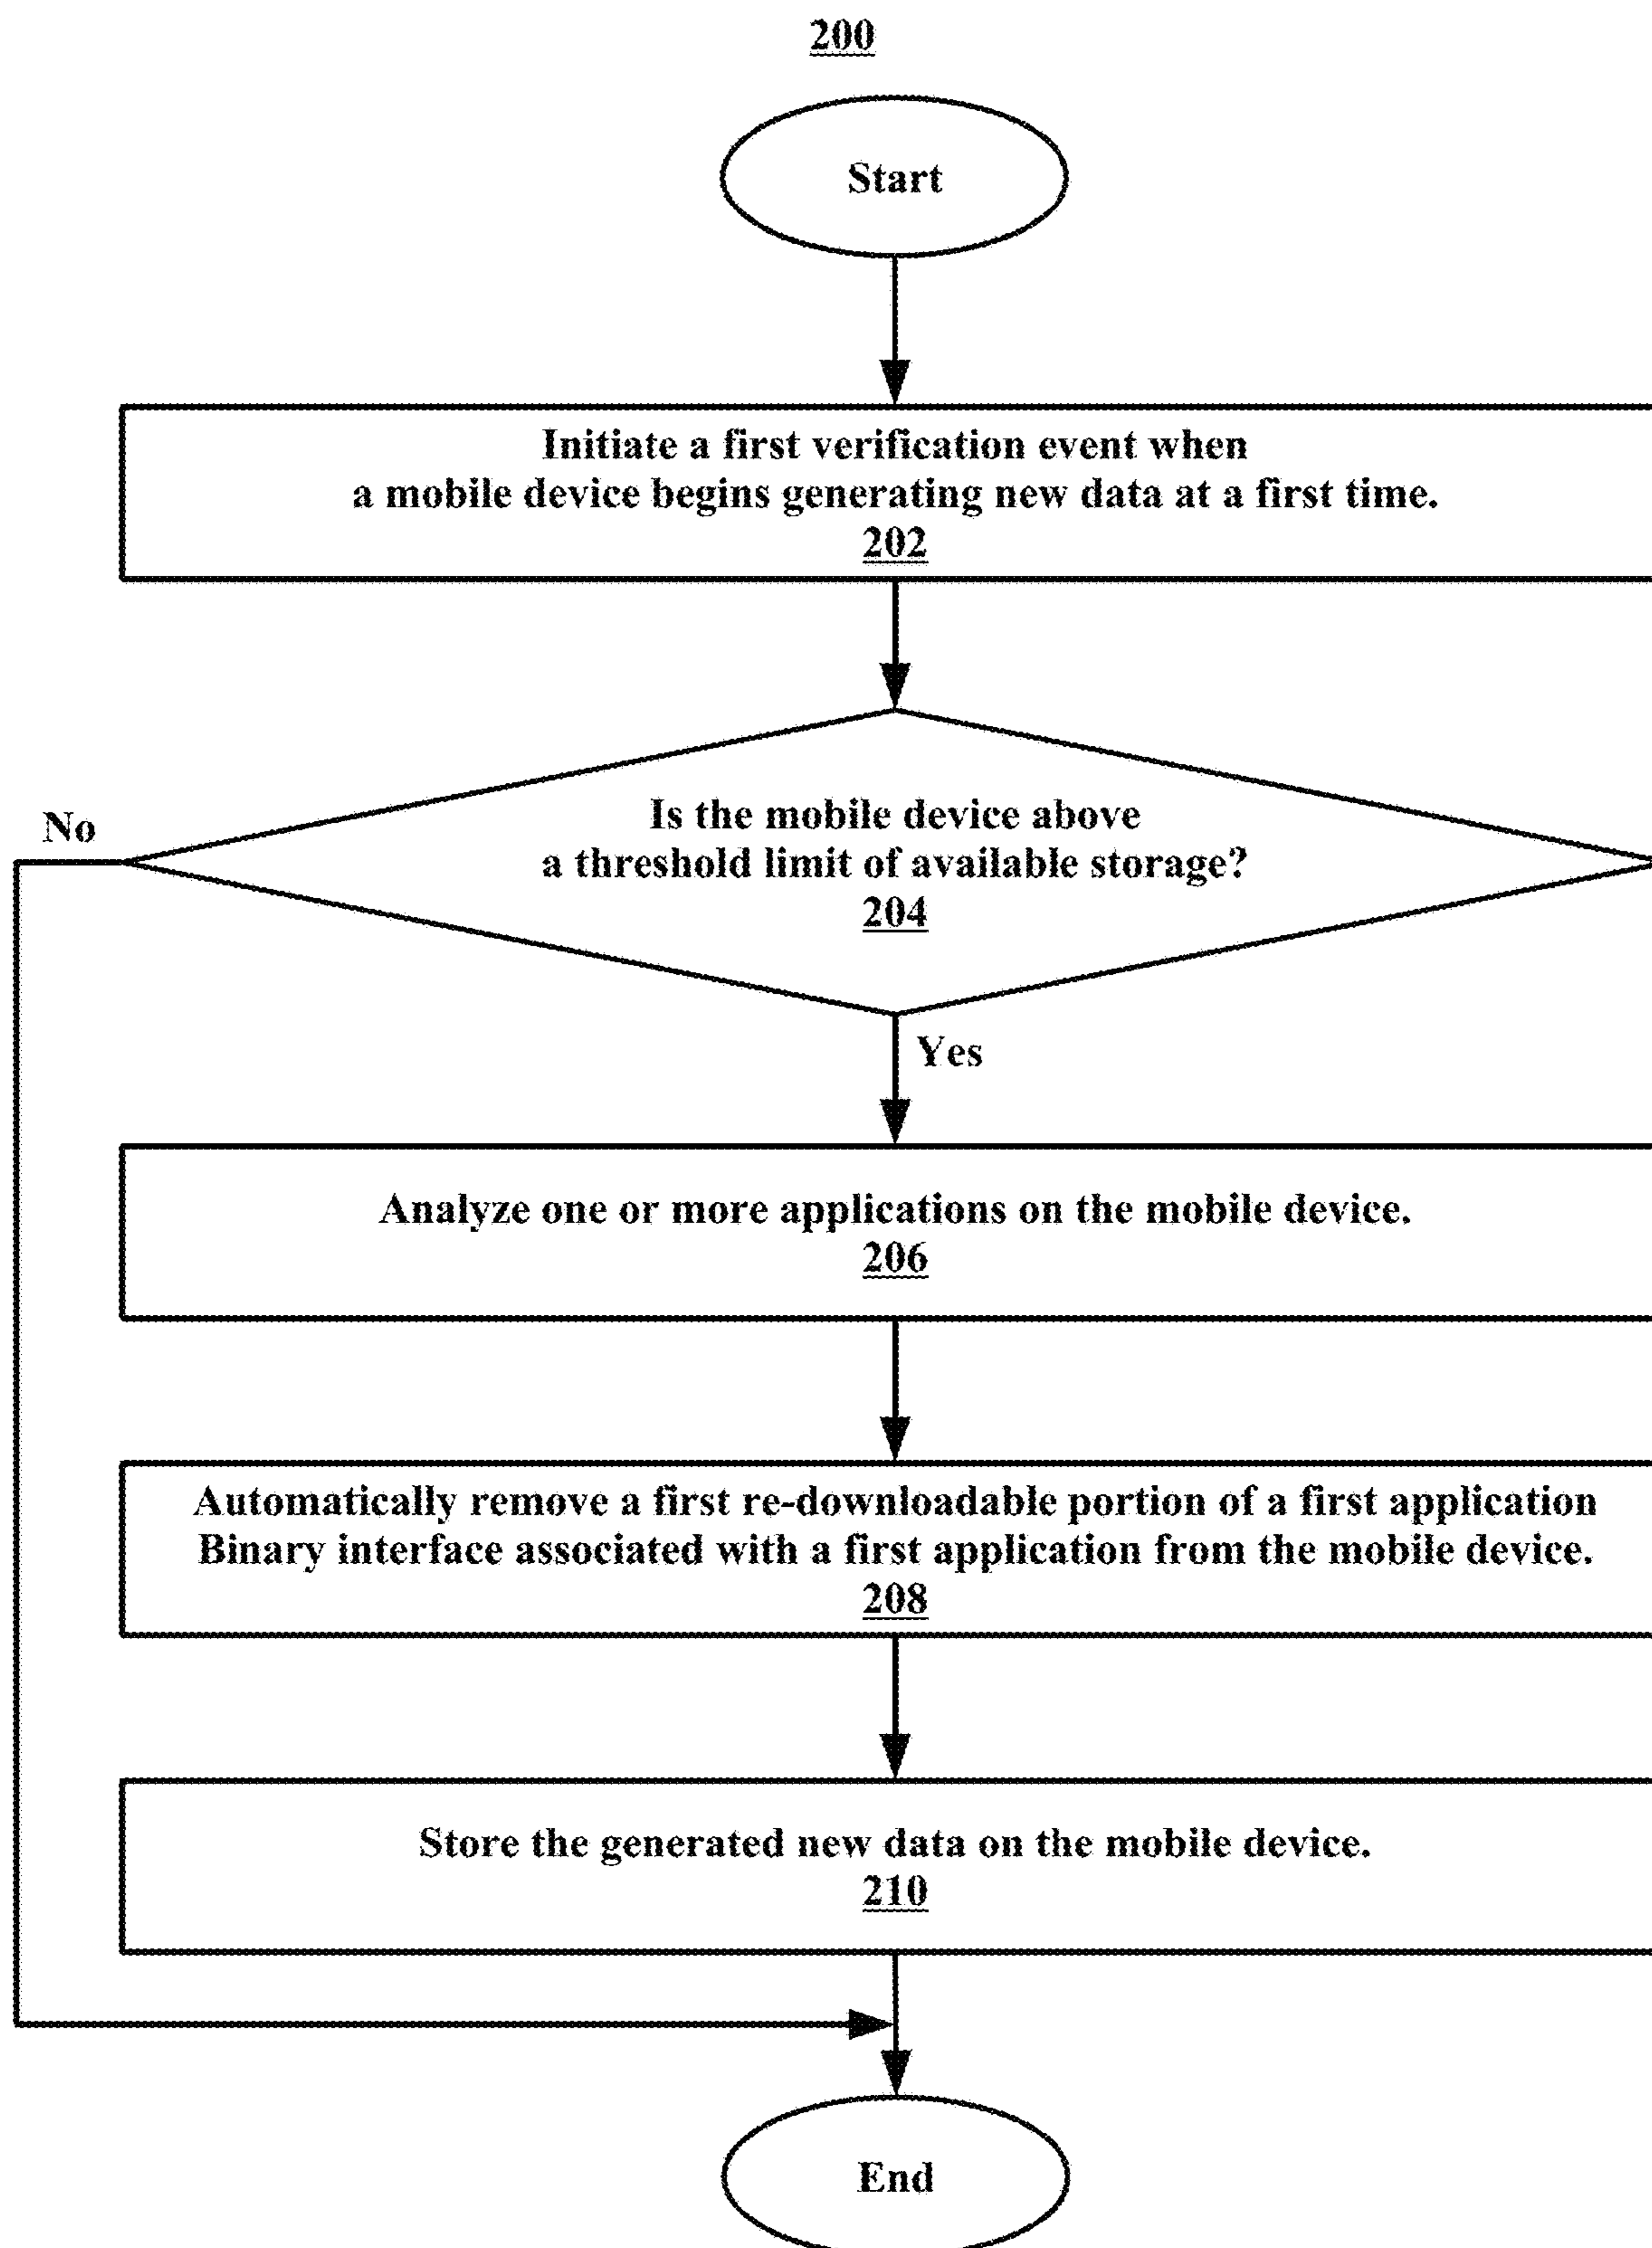 200
Start
Initiate a first verification event when
a mobile device begins generating new data at a first time.
202
Is the mobile device above
a threshold limit of available storage?
204
No
Yes
Analyze one or more applications on the mobile device.
206
Automatically remove a first re-downloadable portion of a first application
Binary interface associated with a first application from the mobile device.
208
Store the generated new data on the mobile device.
210
End